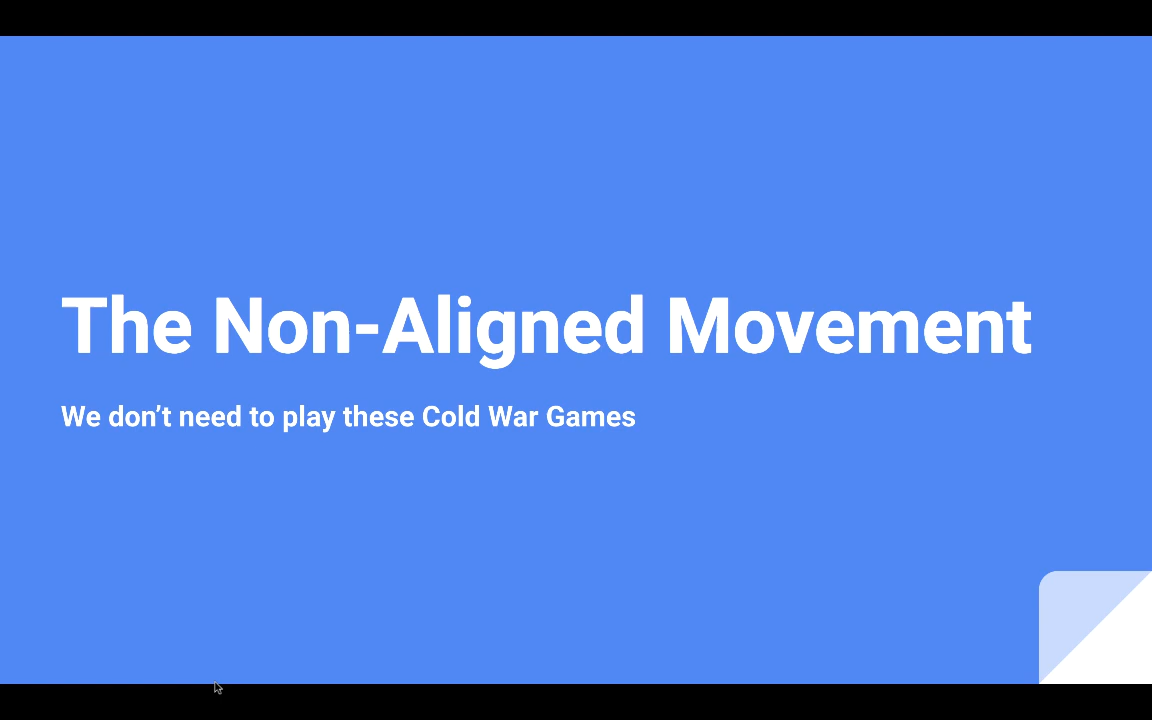 The Non-Aligned Movement
We don’t need to play these Cold War Games